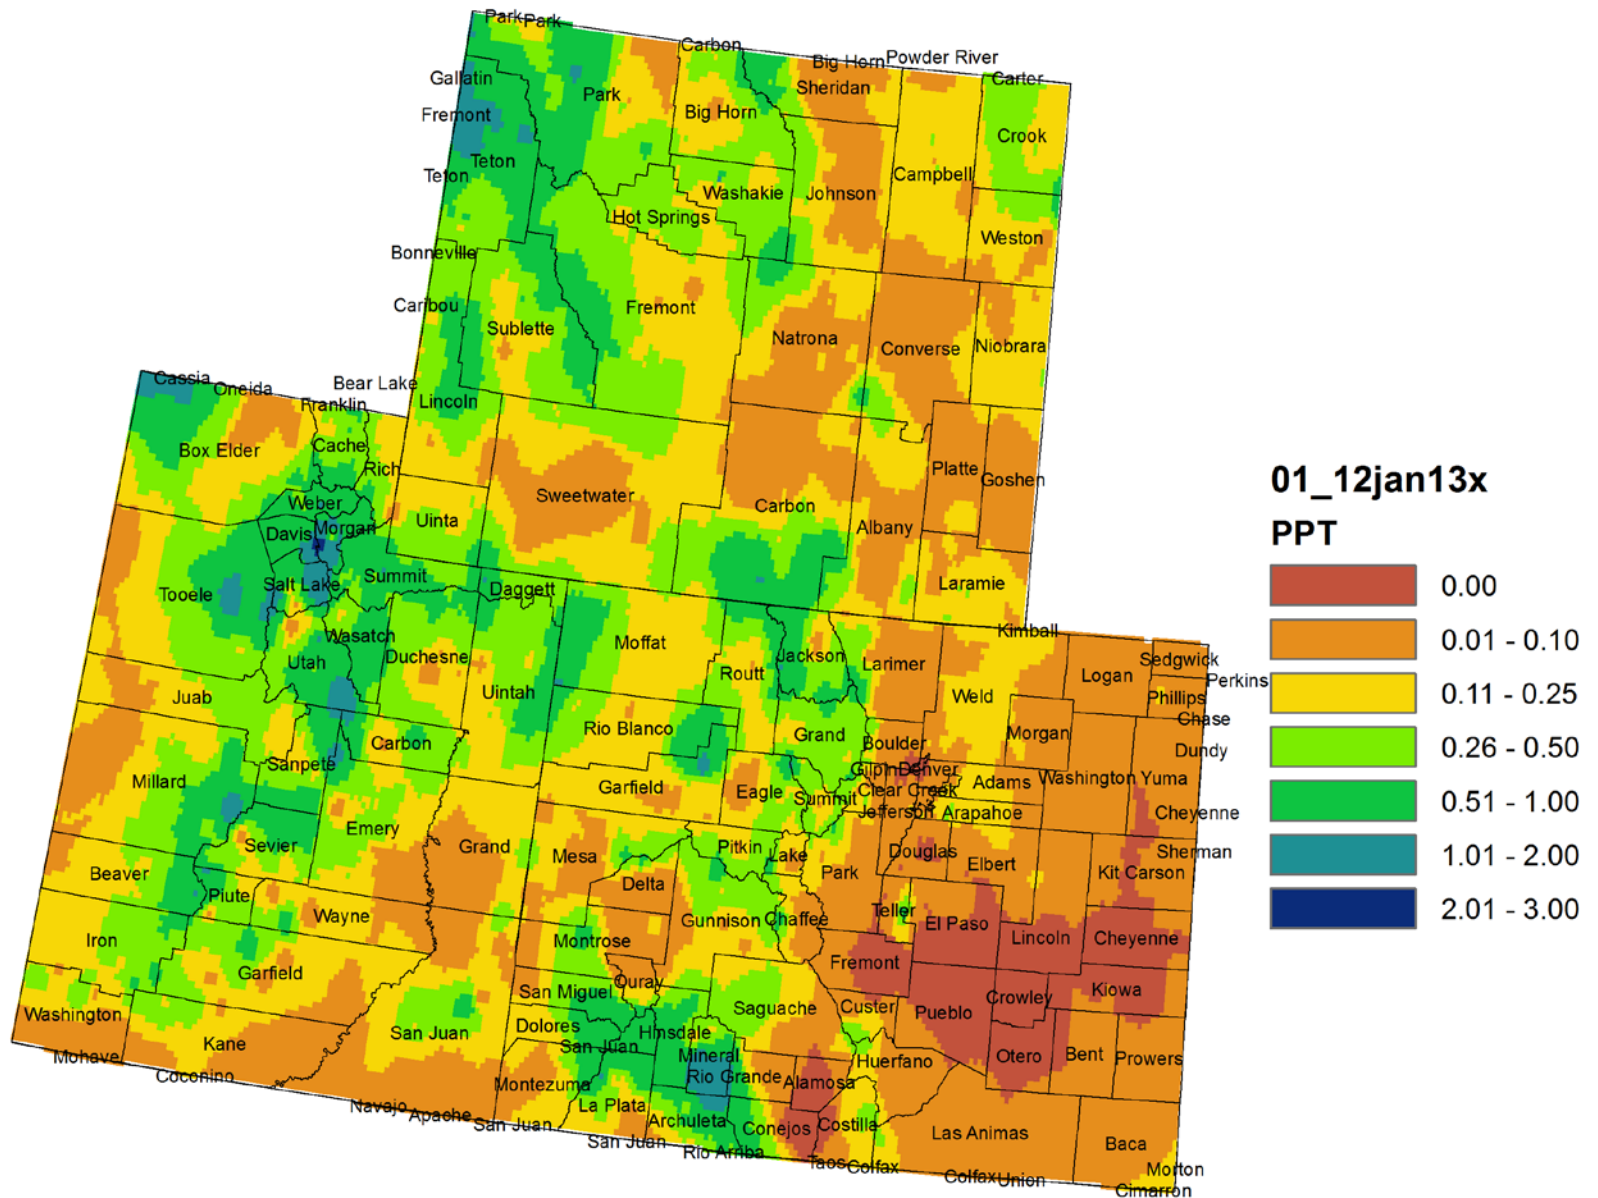 Park Park
Carbon
Big Horn
Powder River
Carter
Gallatin
Park
Sheridan
Fremont
Big Horn
Crook
Teton
Teton
Washakie
Johnson
Campbell
Hot Springs
Weston
Bonneville
Caribou
Fremont
Sublette
Natrona
Converse
Niobrara
Cassia
Oneida
Bear Lake
Franklin
Lincoln
Box Elder
Cache
Rich
Sweetwater
Platte
Goshen
Weber
Uinta
Carbon
Albany
Davis
Morgan
Tooele
Salt Lake
Summit
Daggett
Laramie
Kimball
Wasatch
Utah
Duchesne
Moffat
Jackson
Larimer
Logan
Sedgwick
Perkins
Juab
Uintah
Routt
Weld
Phillips
Chase
Sanpete
Carbon
Rio Blanco
Grand
Boulder
Morgan
Dundy
Millard
Garfield
Eagle
Summit
Gilpin
Denver
Clear Creek
Jefferson
Adams
Arapahoe
Washington
Yuma
Cheyenne
Emery
Sevier
Grand
Mesa
Pitkin
Lake
Douglas
Elbert
Sherman
Kit Carson
Beaver
Piute
Wayne
Delta
Park
Gunnison
Chaffee
Teller
El Paso
Lincoln
Cheyenne
Iron
Garfield
Montrose
Fremont
Ouray
San Miguel
Saguache
Custer
Pueblo
Crowley
Kiowa
Washington
Kane
San Juan
Dolores
San Juan
Hinsdale
Mineral
Rio Grande
Alamosa
Huerfano
Otero
Bent
Prowers
Mohave
Coconino
Navajo
Apache
San Juan
Montezuma
La Plata
San Juan
Archuleta
Rio Arriba
Conejos
Costilla
Taos
Colfax
Las Animas
Colfax
Union
Baca
Morton
Cimarron
01_12jan13x
PPT
0.00
0.01 - 0.10
0.11 - 0.25
0.26 - 0.50
0.51 - 1.00
1.01 - 2.00
2.01 - 3.00